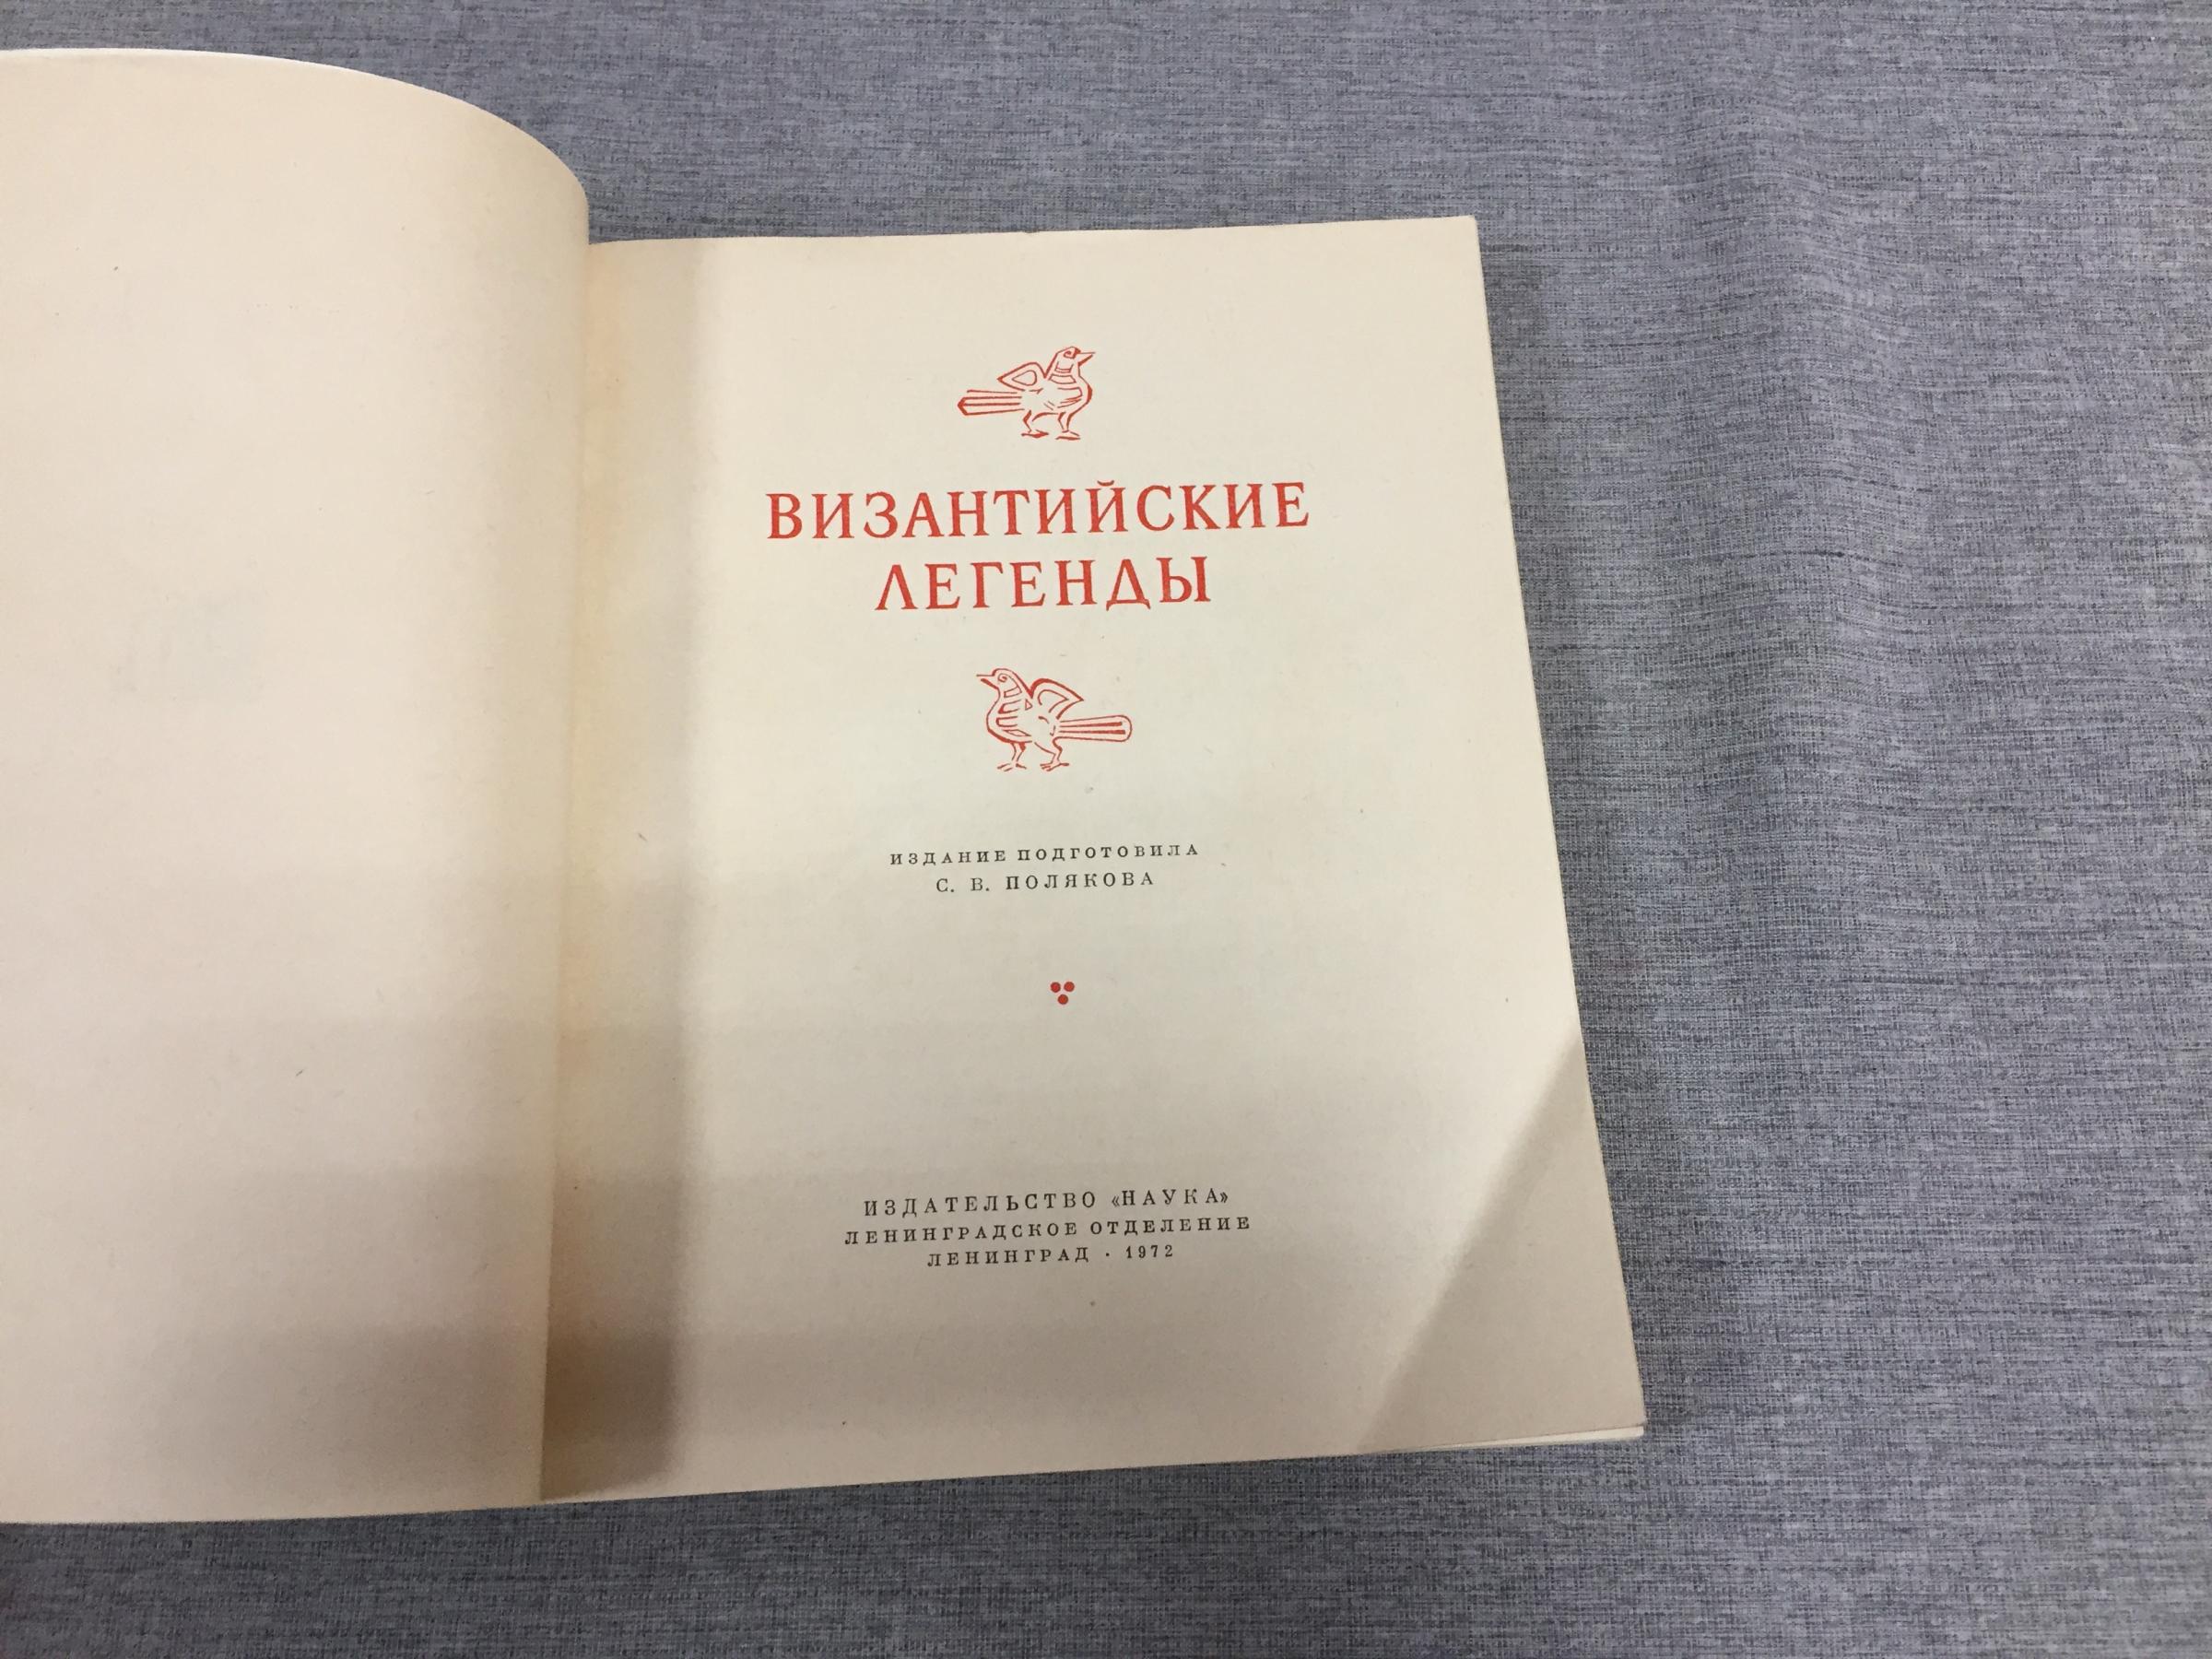 ВИЗАНТИЙСКИЕ
ЛЕГЕНДЫ
ИЗДАНИЕ ПОДГОТОВИЛА
С. В. ПОЛЯКОВА
ИЗДАТЕЛЬСТВО «НАУКА»
ЛЕНИНГРАДСКОЕ ОТДЕЛЕНИЕ
ЛЕНИНГРАД · 1972